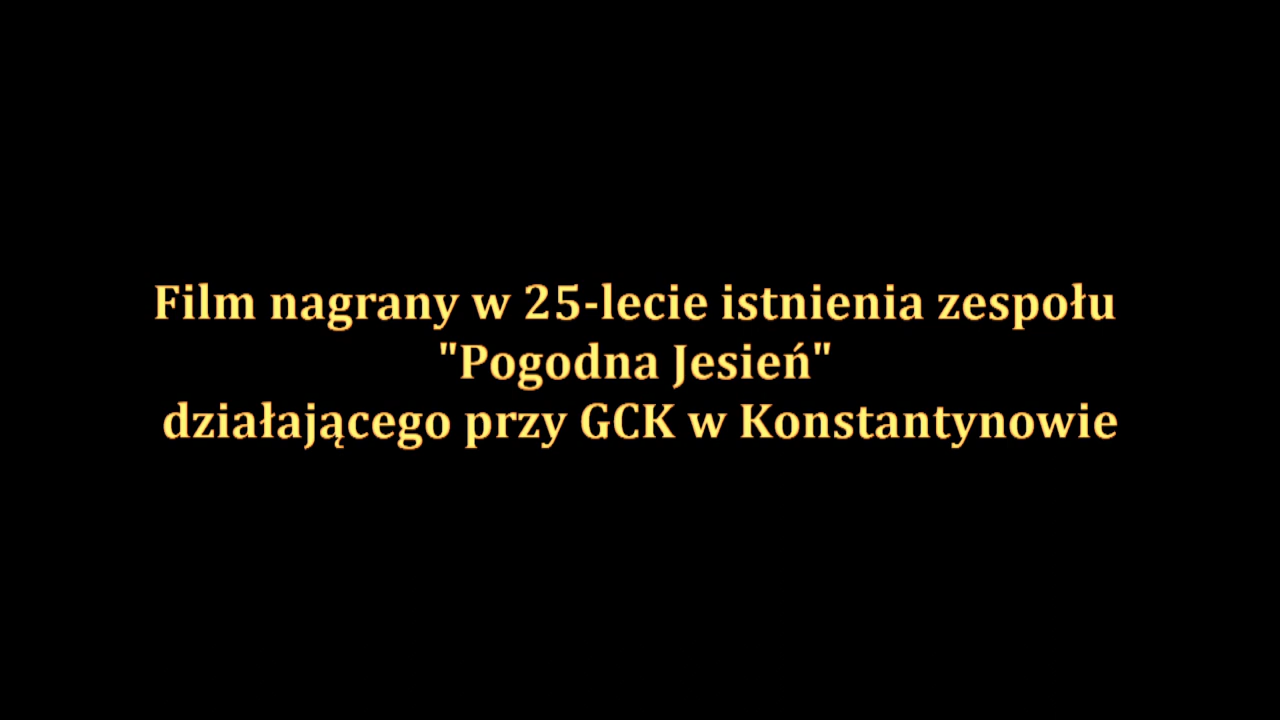 Film nagrany w 25-lecie istnienia zespołu
"Pogodna Jesień"
działającego przy GCK w Konstantynowie